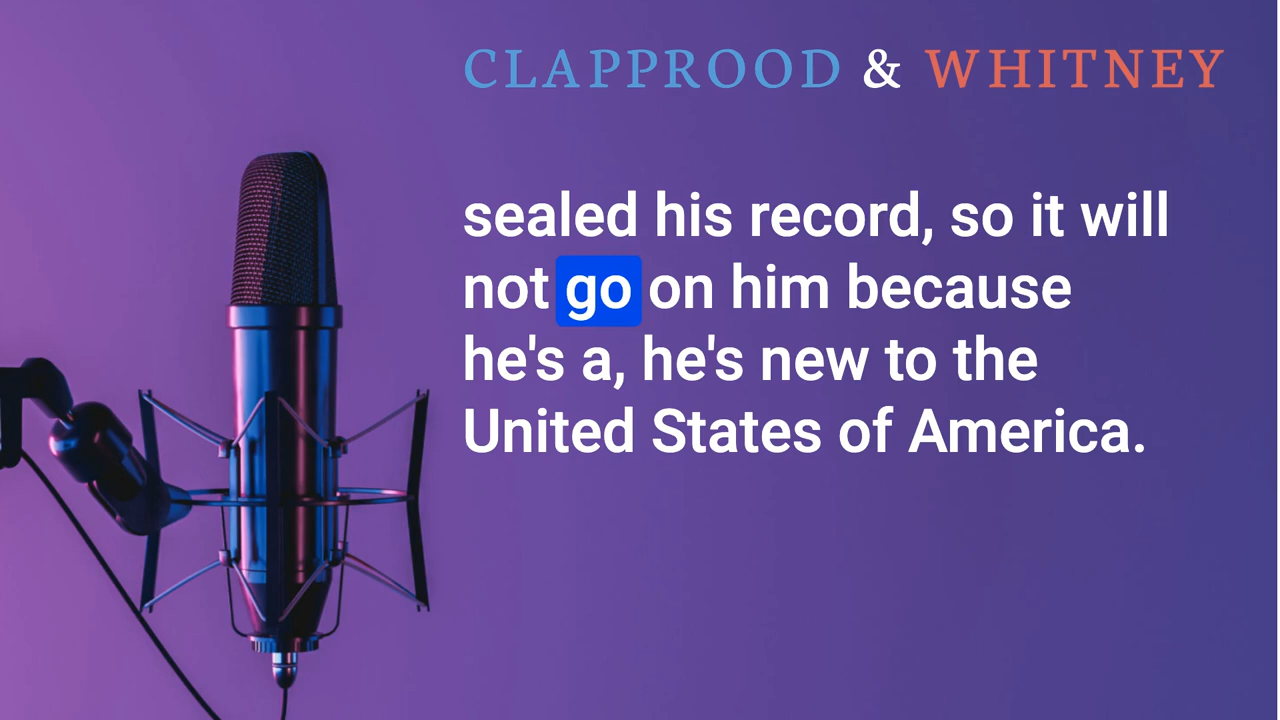 CLAPPROOD & WHITNEY
sealed his record, so it will
not go on him because
he's a, he's new to the
United States of America.